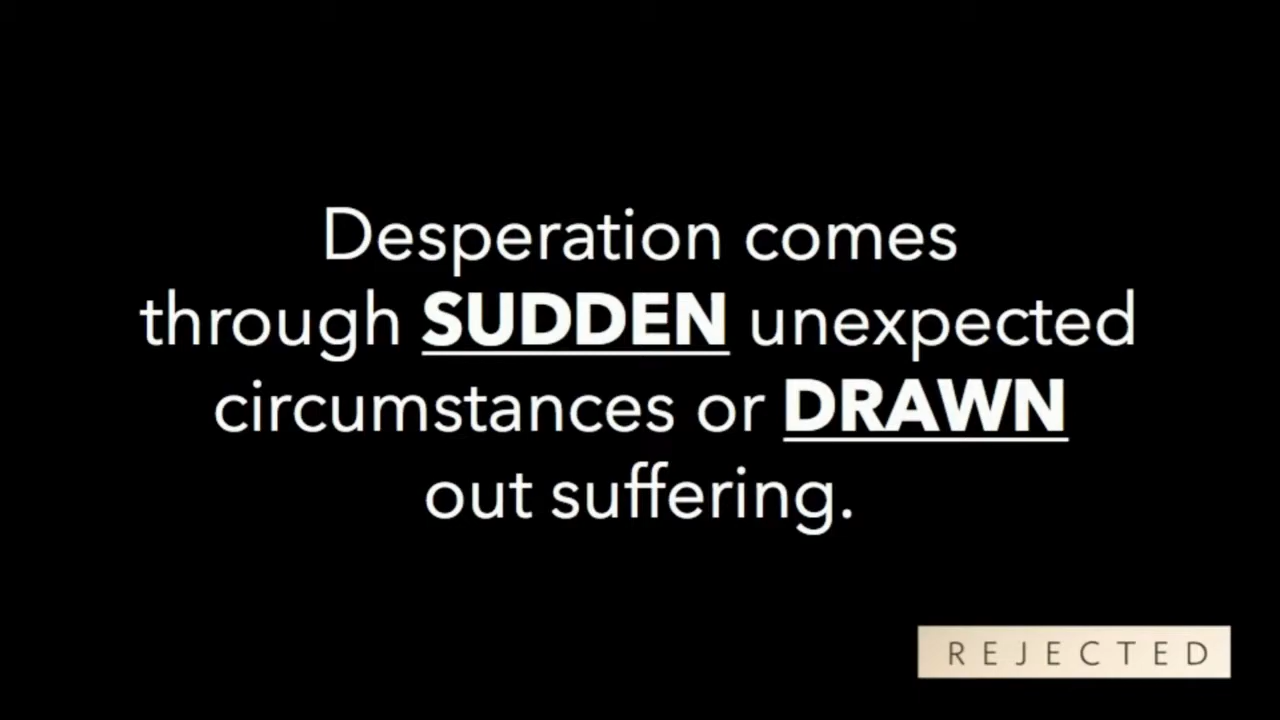 Desperation comes
through SUDDEN unexpected
circumstances or DRAWN
out suffering.
REJECTED